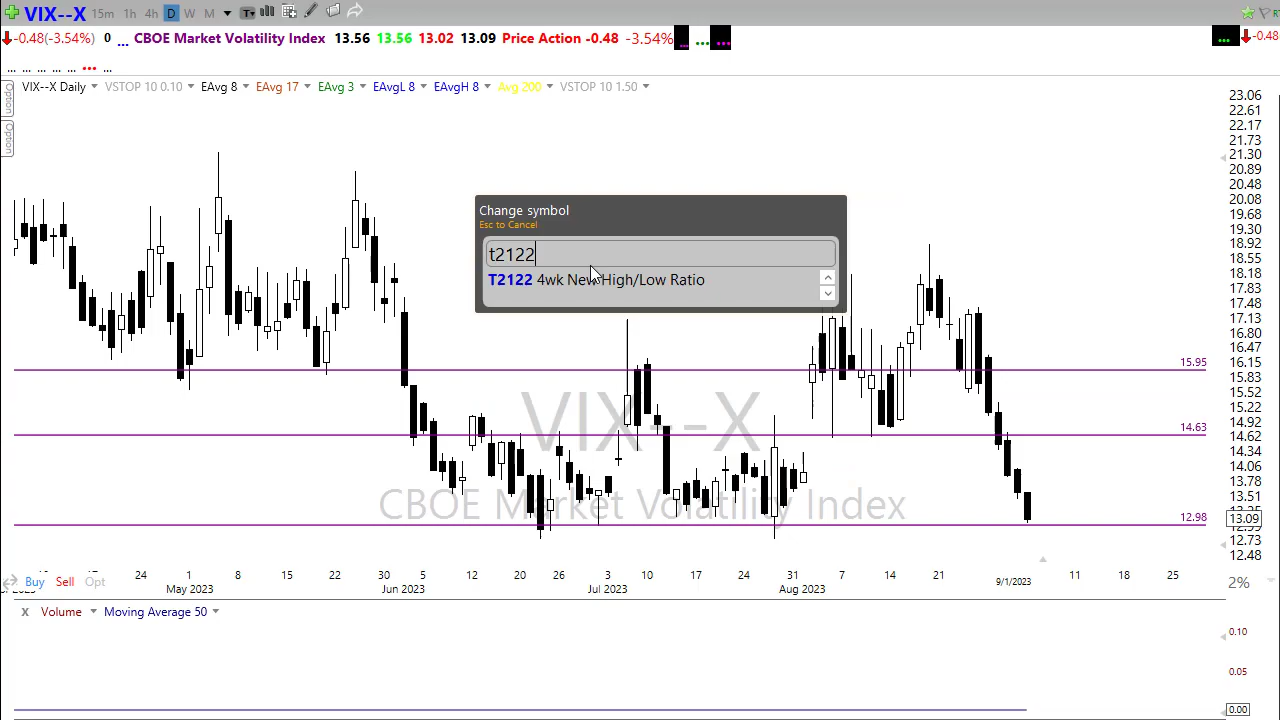 VIX--X 15m 1h 4h D W M T
-0.48(-3.54%) 0 ... CBOE Market Volatility Index 13.56 13.56 13.02 13.09 Price Action -0.48 -3.54% ... ... ... ... -0.48
... ... ... ... ... ... ...
VIX--X Daily VSTOP 10 0.10 EAvg 8 EAvg 17 EAvg 3 EAvgL 8 EAvgH 8 Avg 200 VSTOP 10 1.50
Option
Option
Change symbol
Esc to Cancel
t2122
T2122 4wk New High/Low Ratio
VIX--X
CBOE Market Volatility Index
15.95
14.63
12.98
23.06
22.61
22.17
21.73
21.30
20.89
20.48
20.08
19.68
19.30
18.92
18.55
18.18
17.83
17.48
17.13
16.80
16.47
16.15
15.83
15.52
15.22
14.92
14.62
14.34
14.06
13.78
13.51
13.09
12.73
12.48
24 1 8 15 22 30 5 12 20 26 3 10 17 24 31 7 14 21 9/1/2023 11 18 25
May 2023 Jun 2023 Jul 2023 Aug 2023
Buy Sell Opt 2%
x Volume Moving Average 50
0.10
0.05
0.00